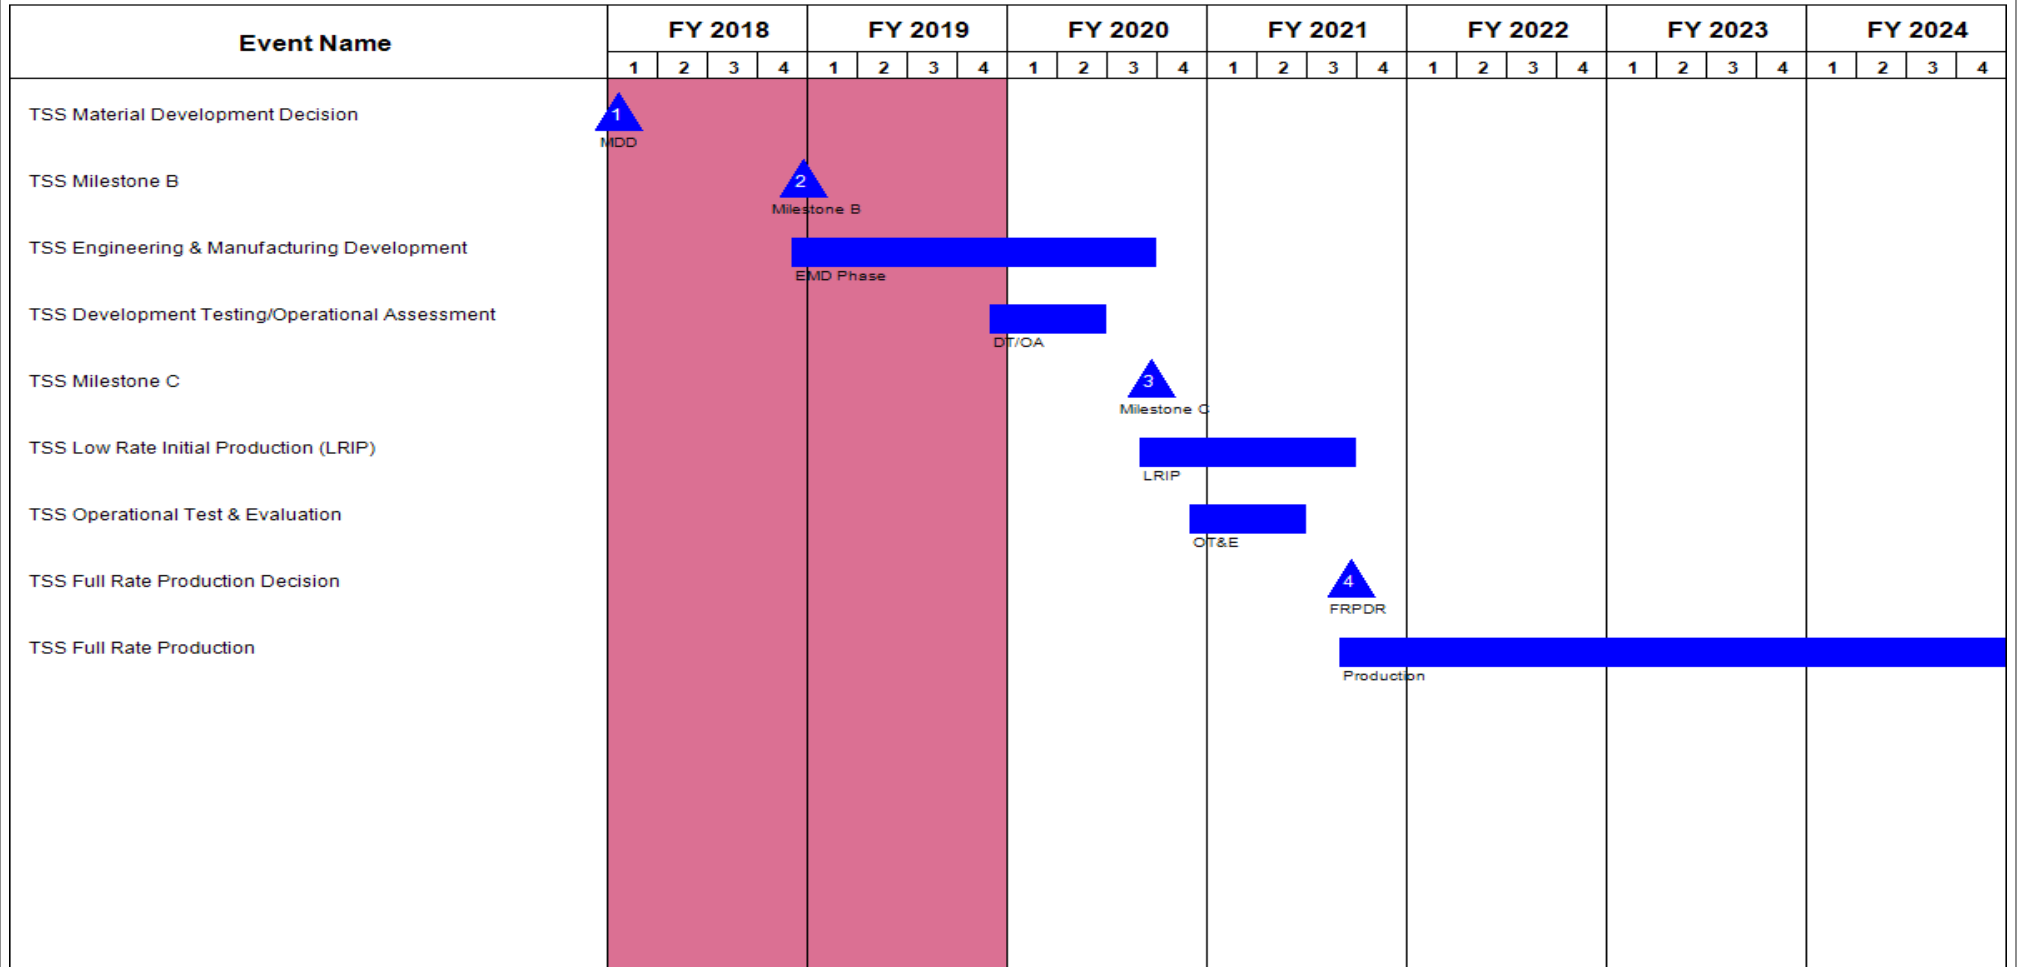 Event Name
FY 2018 FY 2019 FY 2020 FY 2021 FY 2022 FY 2023 FY 2024
1 2 3 4 1 2 3 4 1 2 3 4 1 2 3 4 1 2 3 4 1 2 3 4 1 2 3 4
TSS Material Development Decision
1
MDD
TSS Milestone B
2
Milestone B
TSS Engineering & Manufacturing Development
EMD Phase
TSS Development Testing/Operational Assessment
DT/OA
TSS Milestone C
3
Milestone C
TSS Low Rate Initial Production (LRIP)
LRIP
TSS Operational Test & Evaluation
OT&E
TSS Full Rate Production Decision
4
FRPDR
TSS Full Rate Production
Production